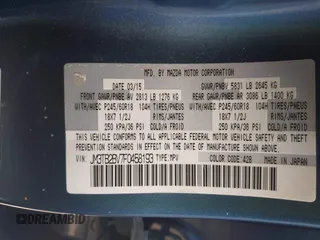 MFD. BY MAZDA MOTOR CORPORATION
DATE 03/15 GVWR/PNBV 5831 LB 2645 KG
FRONT GAWR/PNBE AV 2813 LB 1276 KG REAR GAWR/PNBE AR 3086 LB 1400 KG
WITH/AVEC P245/60R18 104H TIRES/PNEUS WITH/AVEC P245/60R18 104H TIRES/PNEUS
18X7 1/2J RIMS/JANTES 18X7 1/2J RIMS/JANTES
250 KPA/36 PSI COLD/A FROID 250 KPA/36 PSI COLD/A FROID
THIS VEHICLE CONFORMS TO ALL APPLICABLE FEDERAL MOTOR VEHICLE
SAFETY AND THEFT PREVENTION STANDARDS IN EFFECT ON THE DATE OF
MANUFACTURE SHOWN ABOVE.
VIN: JM3TB2BV7F0458193 TYPE:MPV COLOR CODE:42B MADE IN JAPAN
DREAMBID